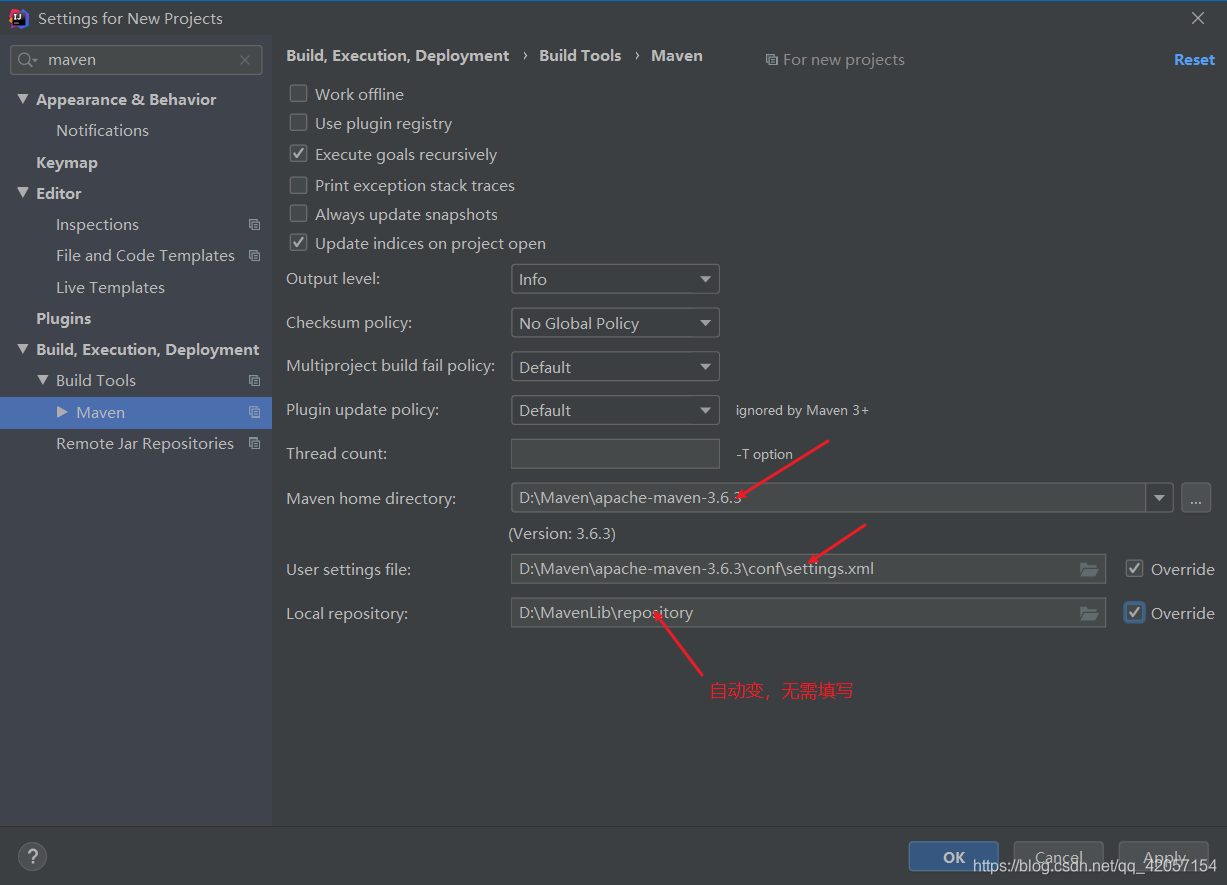 Settings for New Projects
maven
Appearance & Behavior
Notifications
Keymap
Editor
Inspections
File and Code Templates
Live Templates
Plugins
Build, Execution, Deployment
Build Tools
Maven
Remote Jar Repositories
Build, Execution, Deployment › Build Tools › Maven
For new projects
Reset
Work offline
Use plugin registry
Execute goals recursively
Print exception stack traces
Always update snapshots
Update indices on project open
Output level: Info
Checksum policy: No Global Policy
Multiproject build fail policy: Default
Plugin update policy: Default ignored by Maven 3+
Thread count: -T option
Maven home directory: D:\Maven\apache-maven-3.6.3 ...
(Version: 3.6.3)
User settings file: D:\Maven\apache-maven-3.6.3\conf\settings.xml Override
Local repository: D:\MavenLib\repository Override
自动变，无需填写
? OK Cancel Apply
https://blog.csdn.net/qq_42057154